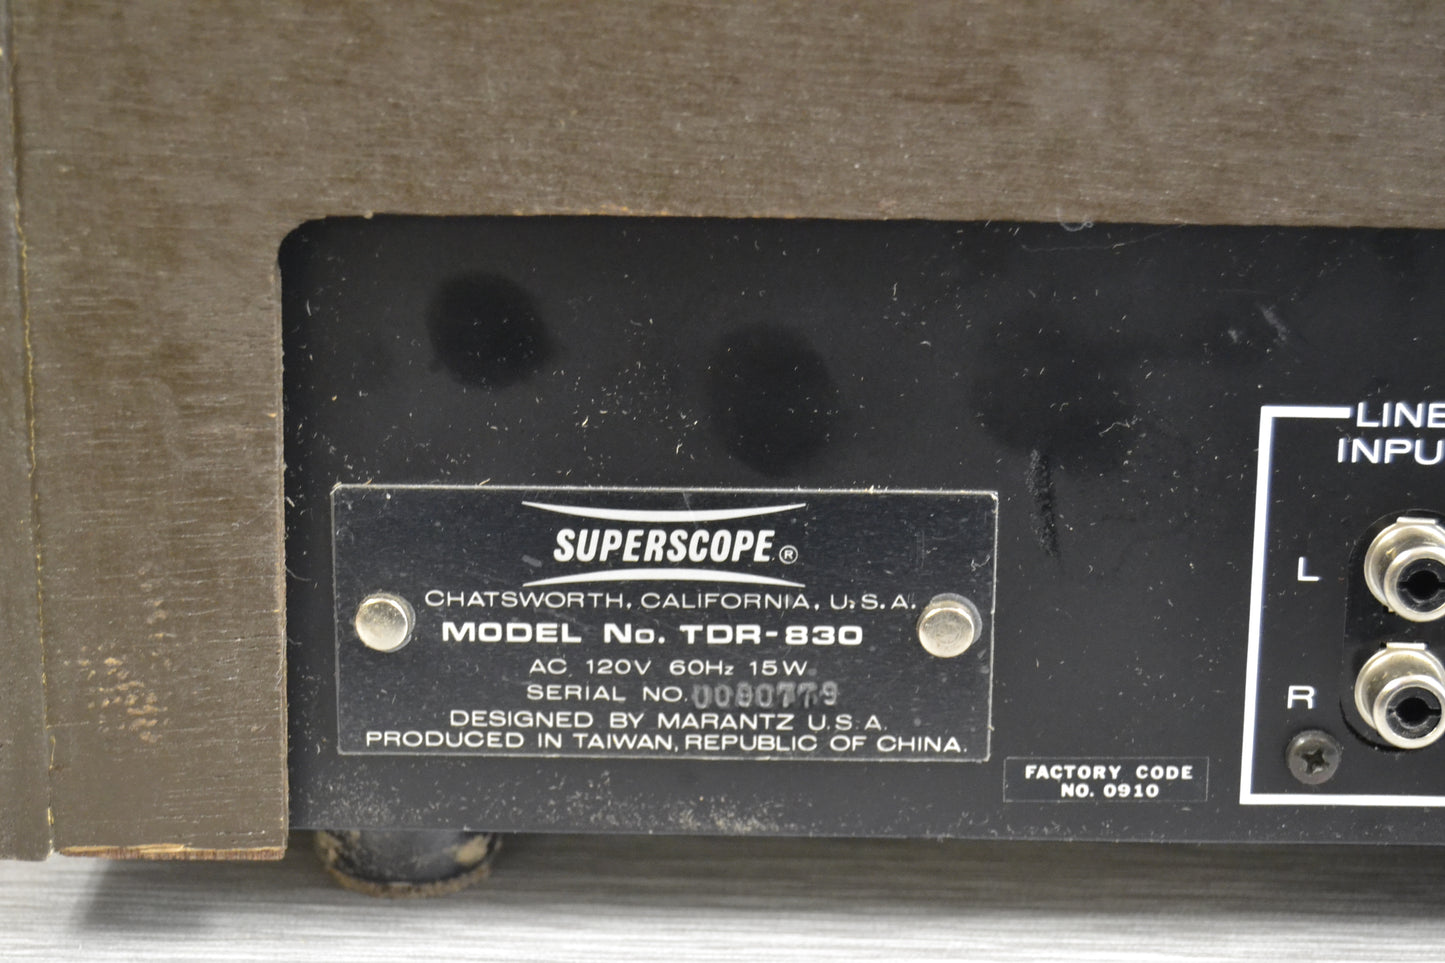 SUPERSCOPE®
CHATSWORTH, CALIFORNIA, U.S.A.
MODEL No. TDR-830
AC 120V 60Hz 15W
SERIAL NO.
DESIGNED BY MARANTZ U.S.A.
PRODUCED IN TAIWAN, REPUBLIC OF CHINA.
FACTORY CODE
NO. 0910
LINE
INPU
L
R